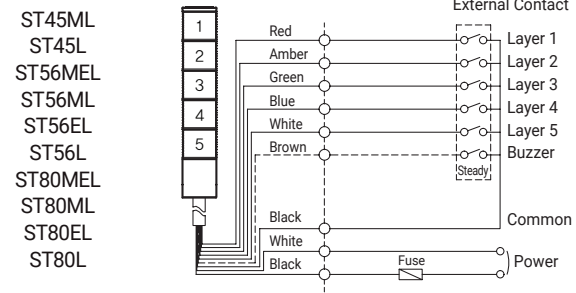 ST45ML
ST45L
ST56MEL
ST56ML
ST56EL
ST56L
ST80MEL
ST80ML
ST80EL
ST80L
1
2
3
4
5
External Contact
Red
Layer 1
Amber
Layer 2
Green
Layer 3
Blue
Layer 4
White
Layer 5
Brown
Buzzer
Steady
Black
Common
White
Black
Fuse
Power